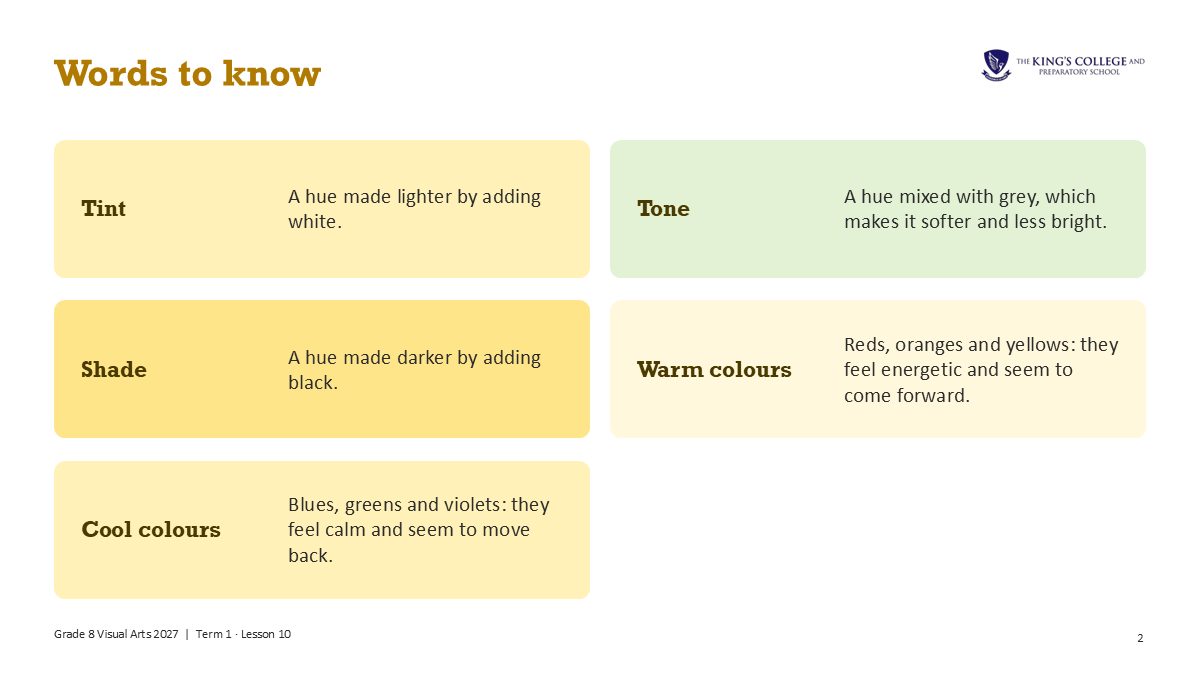 Words to know
THE KING'S COLLEGE AND
PREPARATORY SCHOOL
Tint
A hue made lighter by adding
white.
Tone
A hue mixed with grey, which
makes it softer and less bright.
Shade
A hue made darker by adding
black.
Warm colours
Reds, oranges and yellows: they
feel energetic and seem to
come forward.
Cool colours
Blues, greens and violets: they
feel calm and seem to move
back.
Grade 8 Visual Arts 2027 | Term 1 · Lesson 10
2